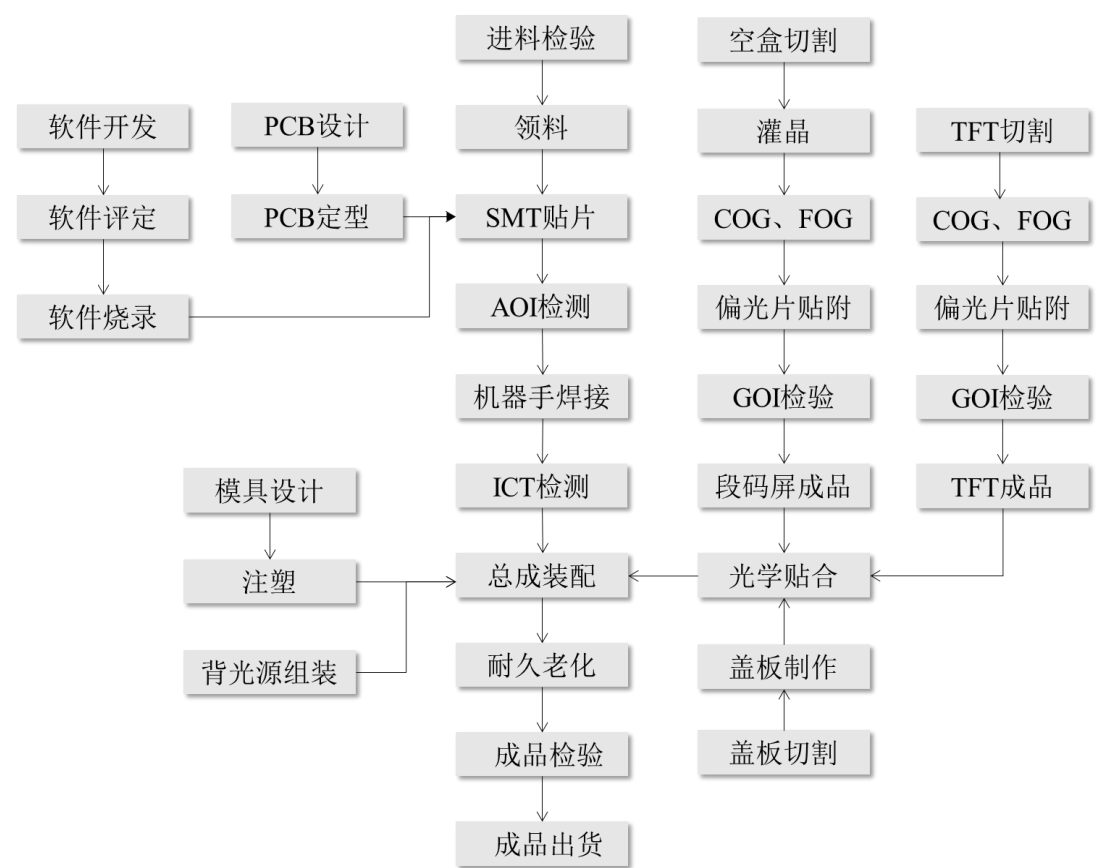 进料检验
空盒切割
软件开发
PCB设计
领料
灌晶
TFT切割
软件评定
PCB定型
SMT贴片
COG、FOG
COG、FOG
软件烧录
AOI检测
偏光片贴附
偏光片贴附
机器手焊接
GOI检验
GOI检验
模具设计
ICT检测
段码屏成品
TFT成品
注塑
总成装配
光学贴合
背光源组装
耐久老化
盖板制作
成品检验
盖板切割
成品出货